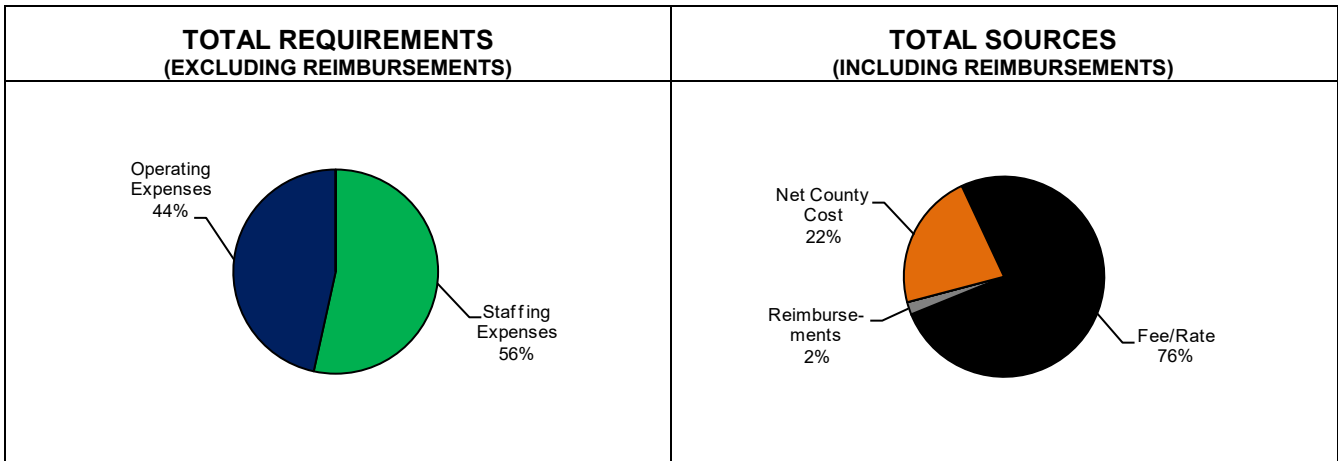 TOTAL REQUIREMENTS
(EXCLUDING REIMBURSEMENTS)
Operating
Expenses
44%
Staffing
Expenses
56%
TOTAL SOURCES
(INCLUDING REIMBURSEMENTS)
Net County
Cost
22%
Reimburse-
ments
2%
Fee/Rate
76%